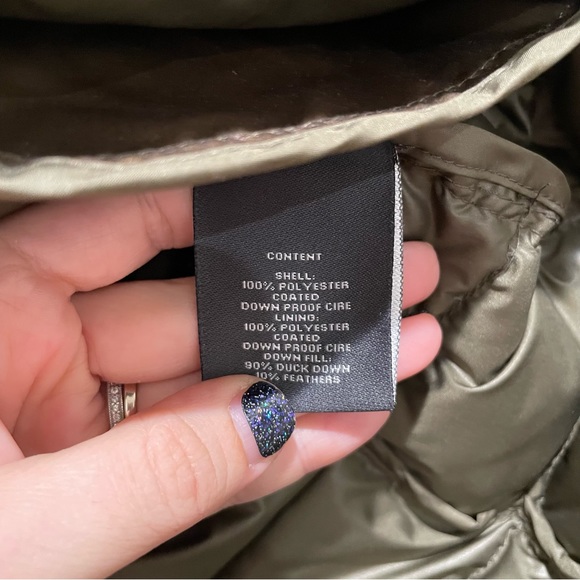 CONTENT
SHELL:
100% POLYESTER
COATED
DOWN PROOF CIRE
LINING:
100% POLYESTER
COATED
DOWN PROOF CIRE
DOWN FILL:
90% DUCK DOWN
10% FEATHERS